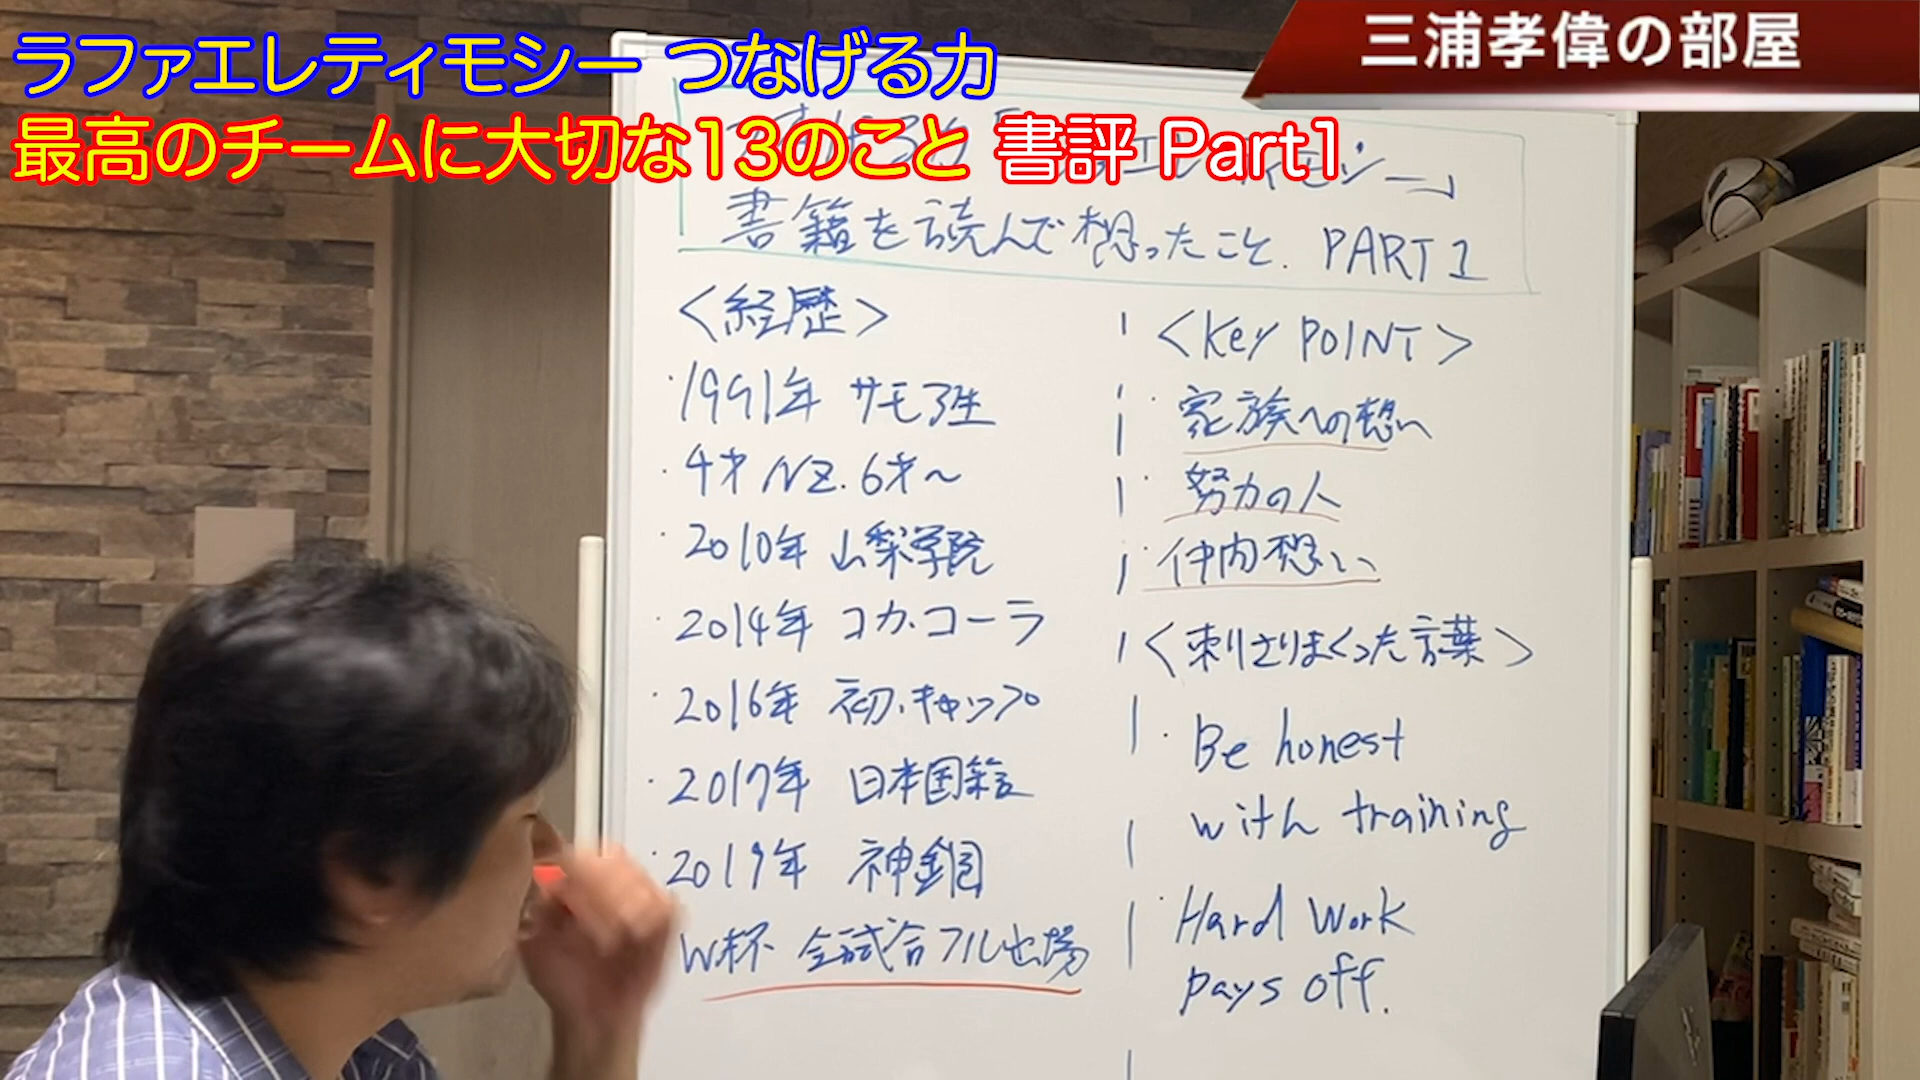 三浦孝偉の部屋
ラファエレティモシー つなげる力
最高のチームに大切な13のこと 書評 Part1
書籍を読んで想ったこと. PART 1
<経歴>
・1991年 サモア生
・4才 NZ. 6才～
・2010年 山梨学院
・2014年 コカ・コーラ
・2016年 初・キャップ
・2017年 日本国籍
・2019年 神鋼
W杯 全試合フル出場
<Key POINT>
・家族への想い
・努力の人
・仲間想い
<刺さりまくった言葉>
・Be honest
with training
・Hard Work
pays off.